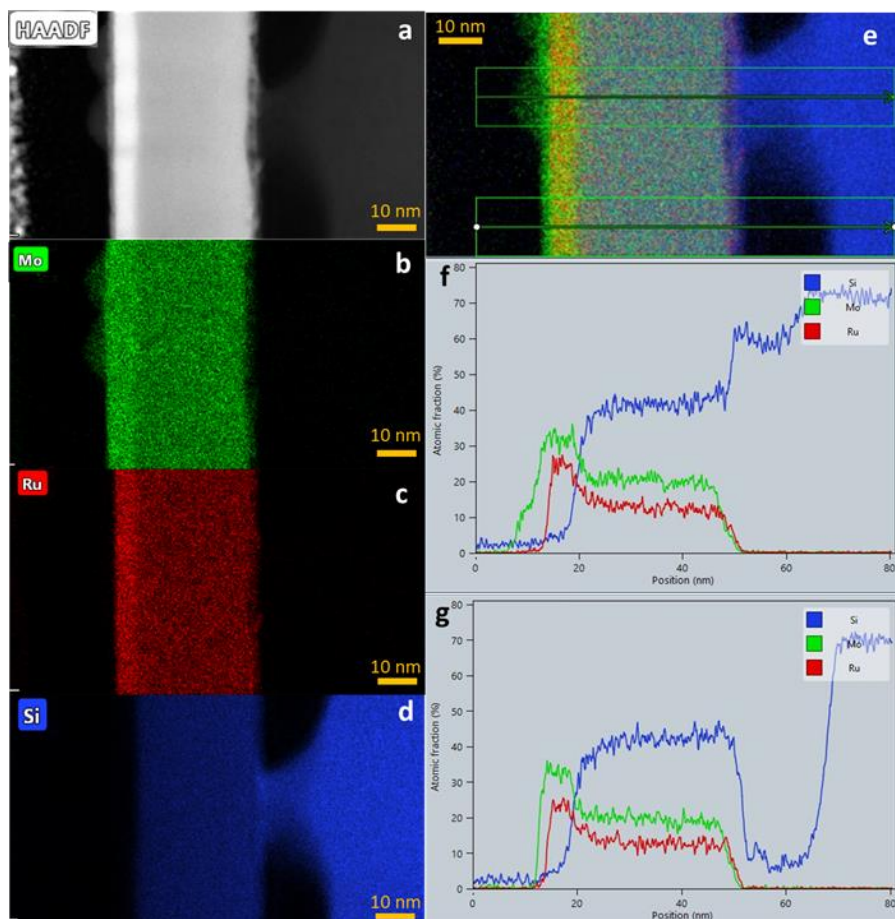 HAADF
a
10 nm
Mo
b
10 nm
Ru
c
10 nm
Si
d
10 nm
10 nm
e
f
80
70
60
50
40
30
20
10
0
Atomic fraction (%)
0
20
40
60
80
Position (nm)
Si
Mo
Ru
g
80
70
60
50
40
30
20
10
0
Atomic fraction (%)
0
20
40
60
80
Position (nm)
Si
Mo
Ru